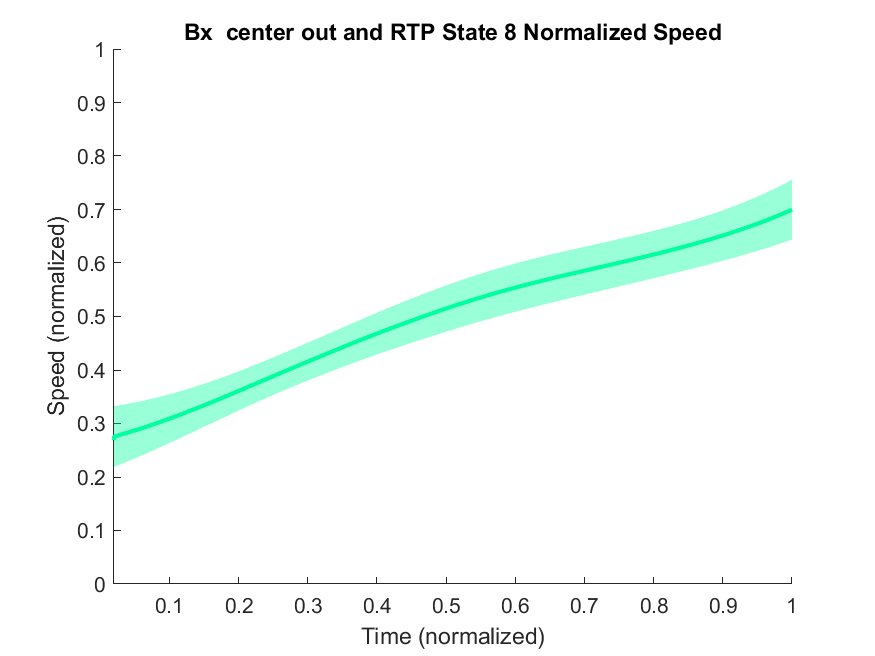 Bx  center out and RTP State 8 Normalized Speed
1
0.9
0.8
0.7
0.6
0.5
0.4
0.3
0.2
0.1
0
Speed (normalized)
0.1 0.2 0.3 0.4 0.5 0.6 0.7 0.8 0.9 1
Time (normalized)